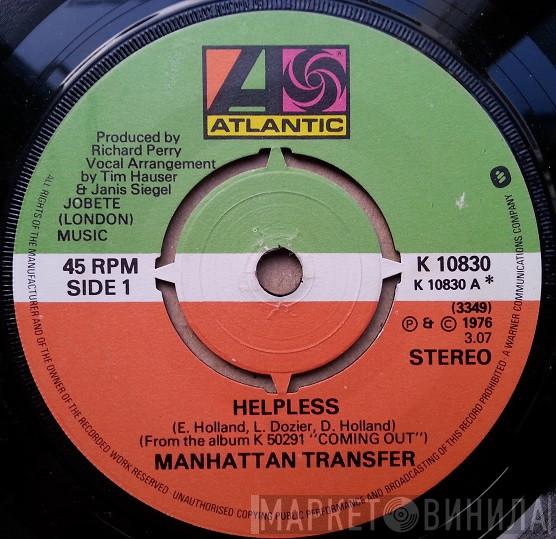 ATLANTIC
Produced by
Richard Perry
Vocal Arrangement
by Tim Hauser
& Janis Siegel
JOBETE
(LONDON)
MUSIC
45 RPM
SIDE 1
K 10830
K 10830 A *
(3349)
℗ & © 1976
3.07
STEREO
HELPLESS
(E. Holland, L. Dozier, D. Holland)
(From the album K 50291 "COMING OUT")
MANHATTAN TRANSFER
ALL RIGHTS OF THE MANUFACTURER AND OF THE OWNER OF THE RECORDED WORK RESERVED. UNAUTHORISED COPYING PUBLIC PERFORMANCE AND BROADCASTING OF THIS RECORD PROHIBITED. A WARNER COMMUNICATIONS COMPANY
МАРКЕТ ВИНИЛА